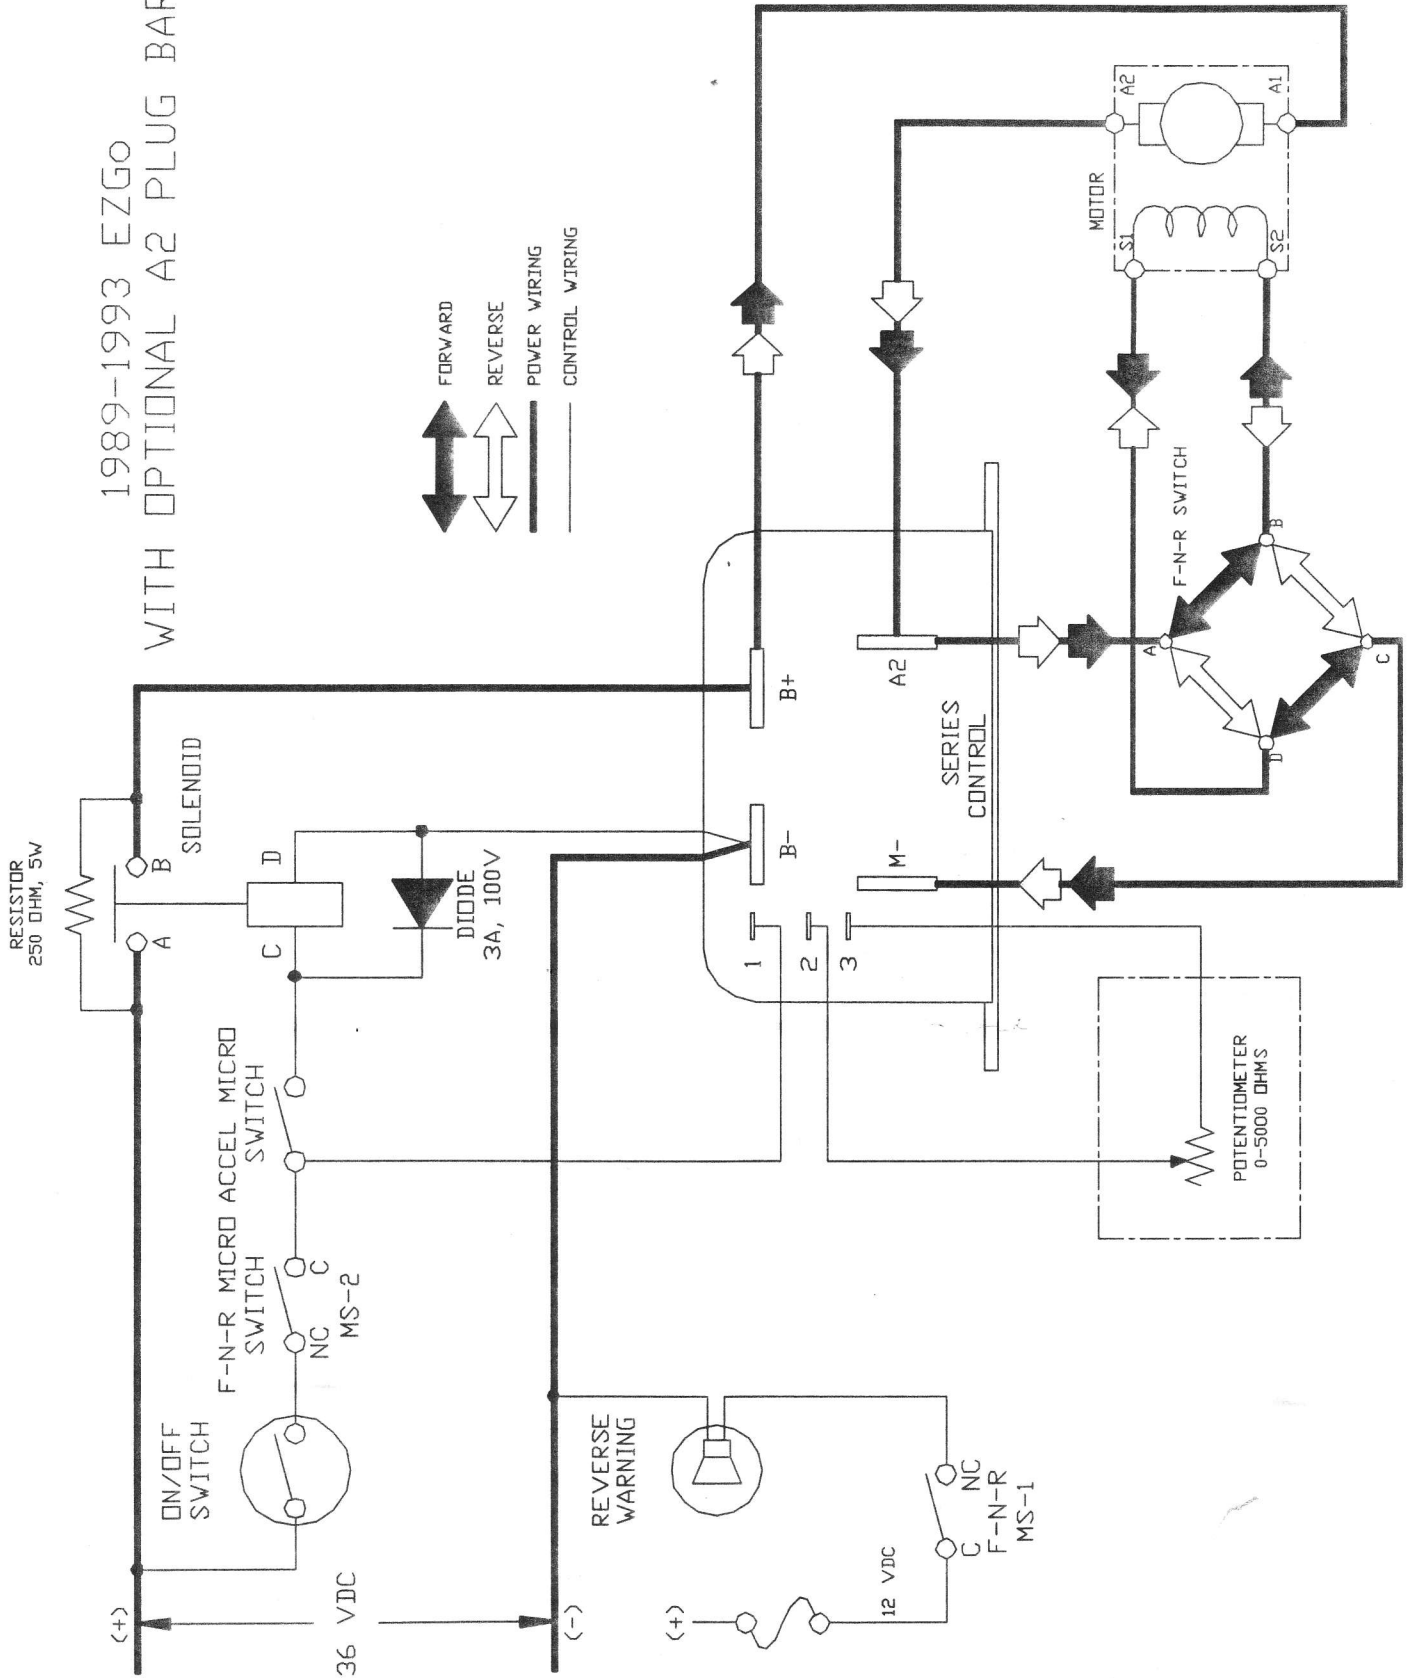 1989-1993 EZGo
WITH OPTIONAL A2 PLUG BAR
FORWARD
REVERSE
POWER WIRING
CONTROL WIRING
RESISTOR
250 OHM, 5W
A
B
SOLENOID
C
D
DIODE
3A, 100V
ON/OFF
SWITCH
F-N-R MICRO
SWITCH
NC
C
MS-2
ACCEL MICRO
SWITCH
(+)
36 VDC
(-)
REVERSE
WARNING
(+)
12 VDC
C
NC
F-N-R
MS-1
1
2
3
B-
B+
M-
A2
SERIES
CONTROL
POTENTIOMETER
0-5000 OHMS
MOTOR
A2
A1
S1
S2
F-N-R SWITCH
A
B
C
D